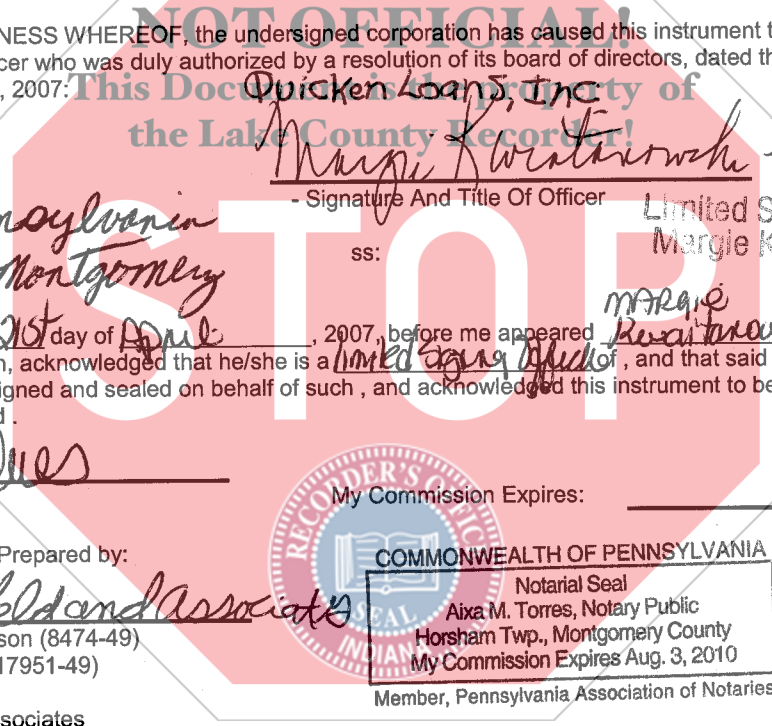 NOT OFFICIAL!
NESS WHEREOF, the undersigned corporation has caused this instrument t
cer who was duly authorized by a resolution of its board of directors, dated th
, 2007:
This Document is the property of
the Lake County Recorder!
Quicken Loans, Inc
Margie
- Signature And Title Of Officer
Limited S
Margie K
nsylvania
ss:
Montgomery
STOP
21st day of April , 2007, before me appeared Margie
n, acknowledged that he/she is a limited Signing Officer of , and that said
igned and sealed on behalf of such , and acknowledged this instrument to be
d .
My Commission Expires:
RECORDER'S OFFICE
SEAL
INDIANA
Prepared by:
and Associates
son (8474-49)
17951-49)
COMMONWEALTH OF PENNSYLVANIA
Notarial Seal
Aixa M. Torres, Notary Public
Horsham Twp., Montgomery County
My Commission Expires Aug. 3, 2010
Member, Pennsylvania Association of Notaries
sociates